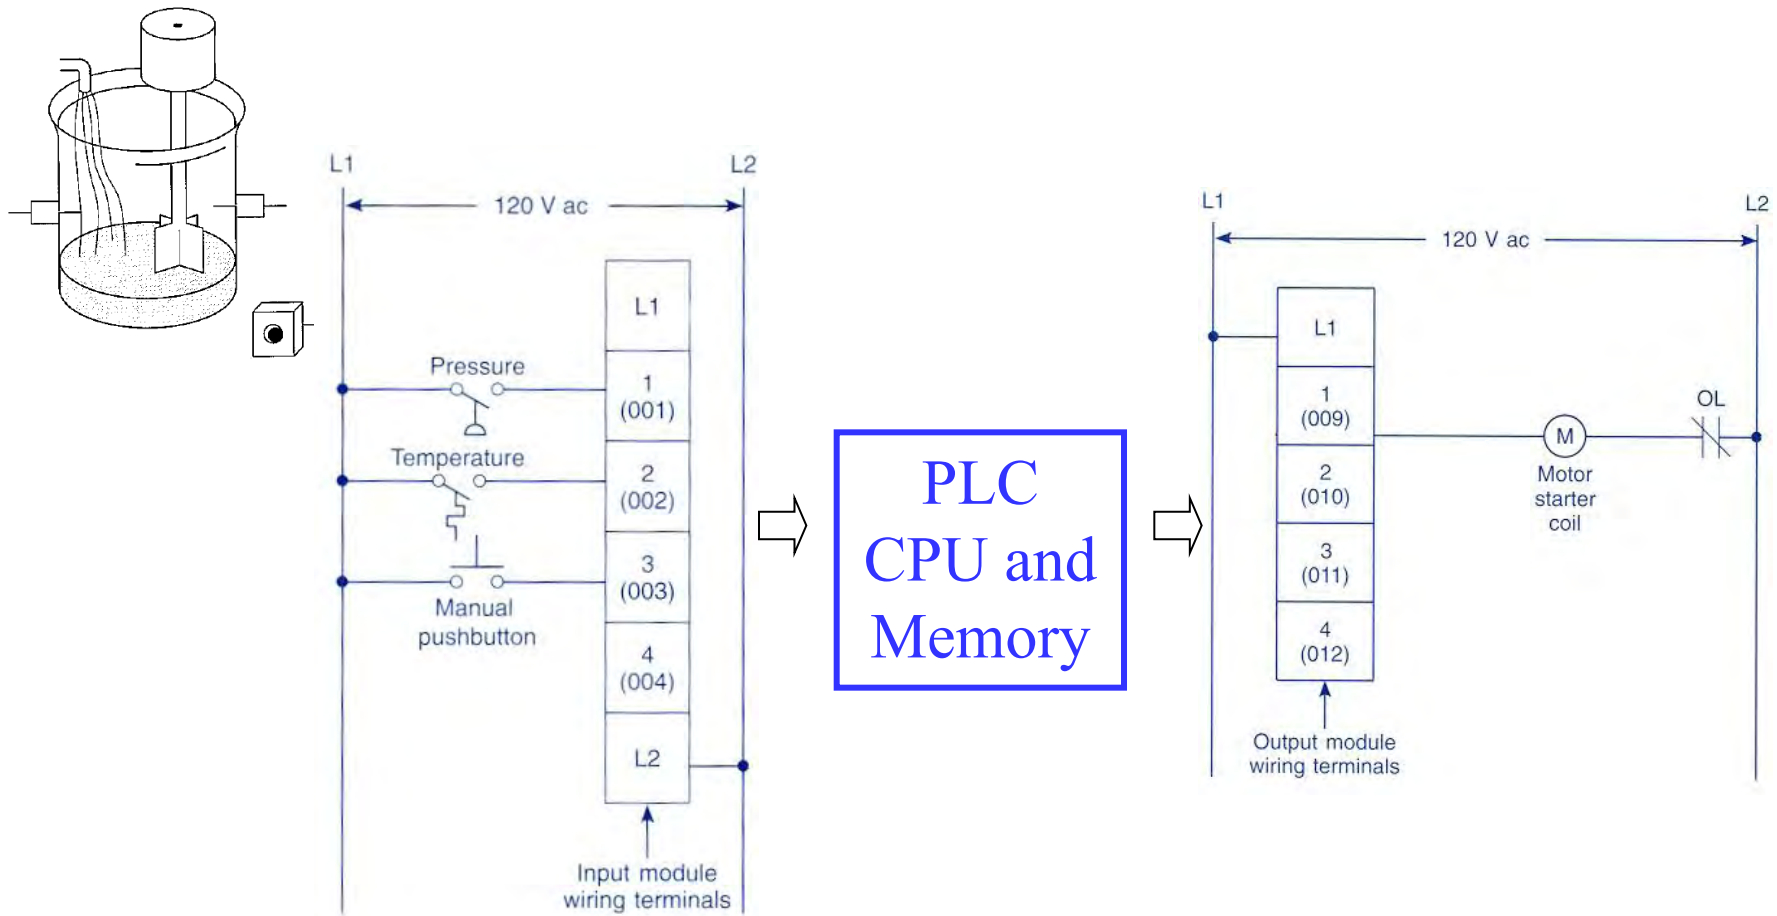 L1
L2
120 V ac
L1
Pressure
1
(001)
Temperature
2
(002)
3
(003)
Manual
pushbutton
4
(004)
L2
Input module
wiring terminals
PLC
CPU and
Memory
L1
L2
120 V ac
L1
1
(009)
OL
M
Motor
starter
coil
2
(010)
3
(011)
4
(012)
Output module
wiring terminals